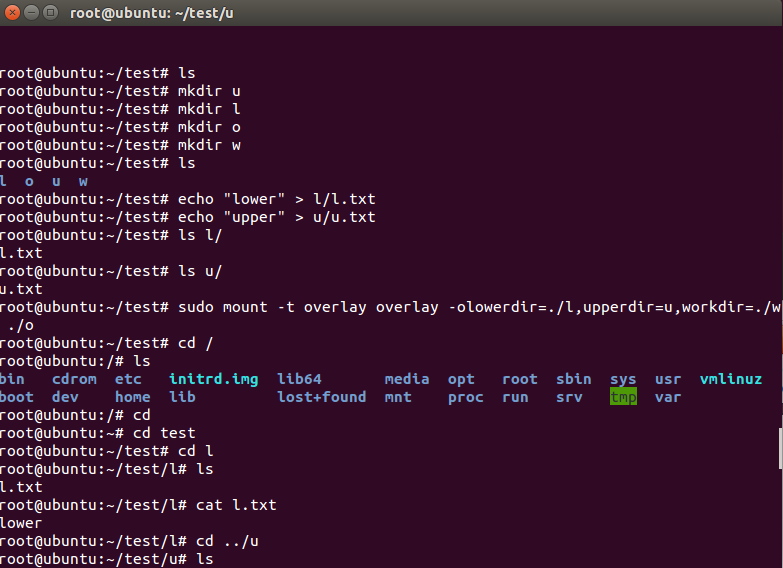 root@ubuntu: ~/test/u
root@ubuntu:~/test# ls
root@ubuntu:~/test# mkdir u
root@ubuntu:~/test# mkdir l
root@ubuntu:~/test# mkdir o
root@ubuntu:~/test# mkdir w
root@ubuntu:~/test# ls
l  o  u  w
root@ubuntu:~/test# echo "lower" > l/l.txt
root@ubuntu:~/test# echo "upper" > u/u.txt
root@ubuntu:~/test# ls l/
l.txt
root@ubuntu:~/test# ls u/
u.txt
root@ubuntu:~/test# sudo mount -t overlay overlay -olowerdir=./l,upperdir=u,workdir=./w
 ./o
root@ubuntu:~/test# cd /
root@ubuntu:/# ls
bin   cdrom  etc   initrd.img  lib64       media  opt   root  sbin  sys  usr  vmlinuz
boot  dev    home  lib         lost+found  mnt    proc  run   srv   tmp  var
root@ubuntu:/# cd
root@ubuntu:~# cd test
root@ubuntu:~/test# cd l
root@ubuntu:~/test/l# ls
l.txt
root@ubuntu:~/test/l# cat l.txt
lower
root@ubuntu:~/test/l# cd ../u
root@ubuntu:~/test/u# ls